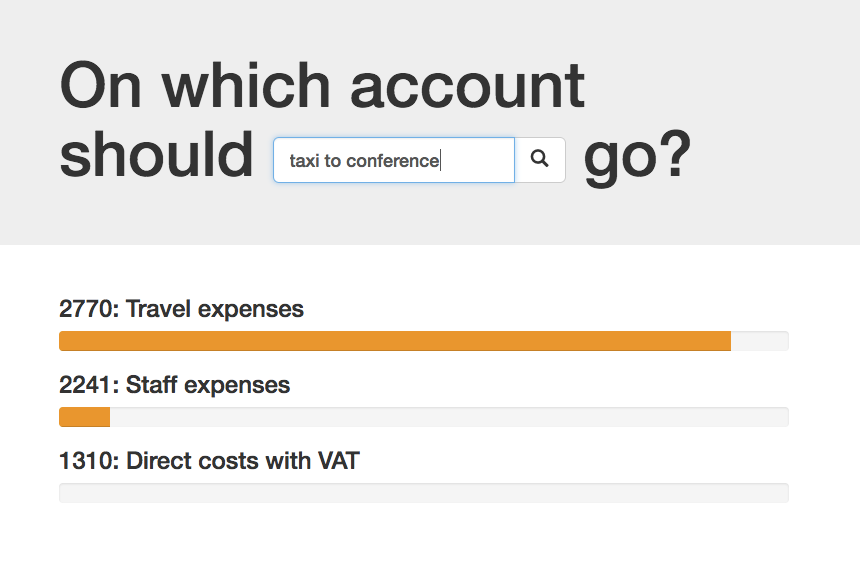 On which account
should taxi to conference go?
2770: Travel expenses
2241: Staff expenses
1310: Direct costs with VAT